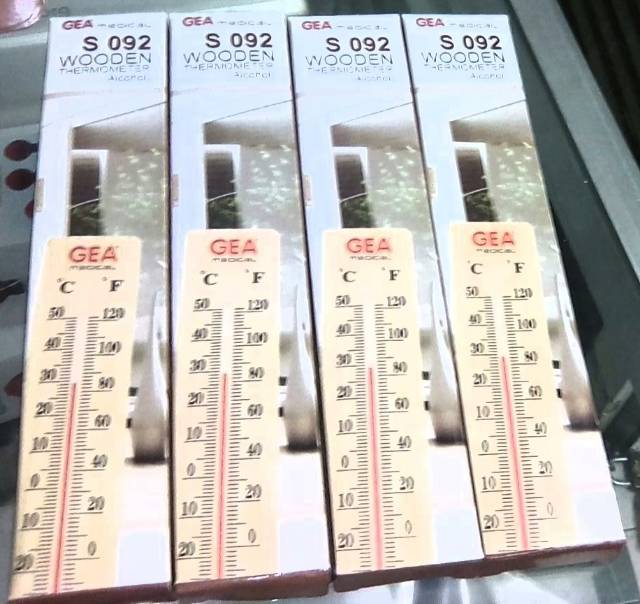 GEA medical
S 092
WOODEN
THERMOMETER
Alcohol
GEA
medical
°C °F
50 120
40 100
30 80
20 60
10 40
0 20
10 0
20
GEA medical
S 092
WOODEN
THERMOMETER
Alcohol
GEA
medical
°C °F
50 120
40 100
30 80
20 60
10 40
0 20
10 0
20
GEA medical
S 092
WOODEN
THERMOMETER
Alcohol
GEA
medical
°C °F
50 120
40 100
30 80
20 60
10 40
0 20
10 0
20
GEA medical
S 092
WOODEN
THERMOMETER
Alcohol
GEA
medical
°C °F
50 120
40 100
30 80
20 60
10 40
0 20
10 0
20